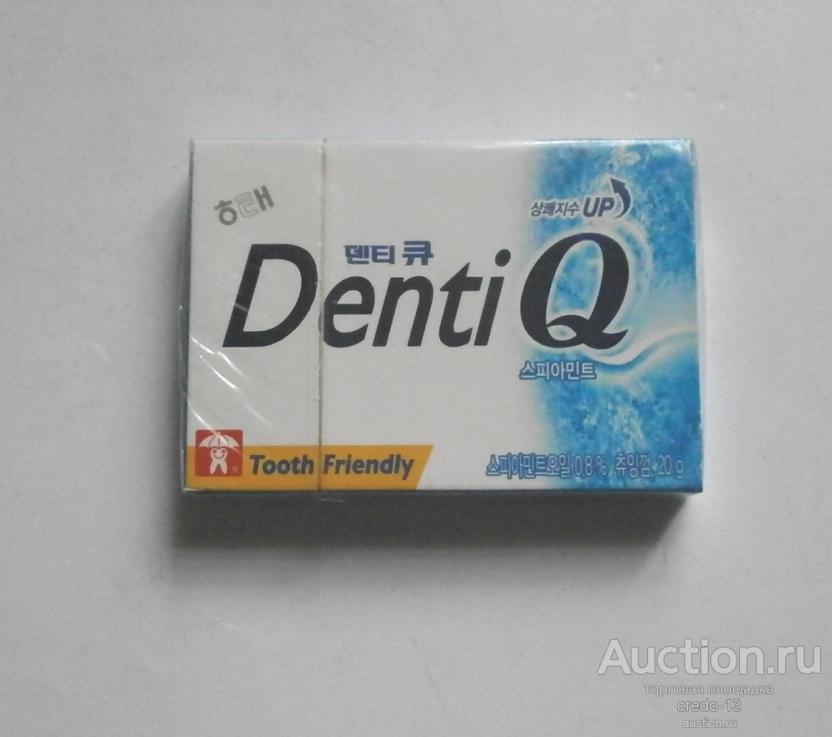 해태
상쾌지수 UP
덴티 큐
Denti Q
스피아민트
Tooth Friendly
스피아민트오일 0.8%, 츄잉껌, 20 g
Auction.ru
торговая площадка
credo-13
auction.ru